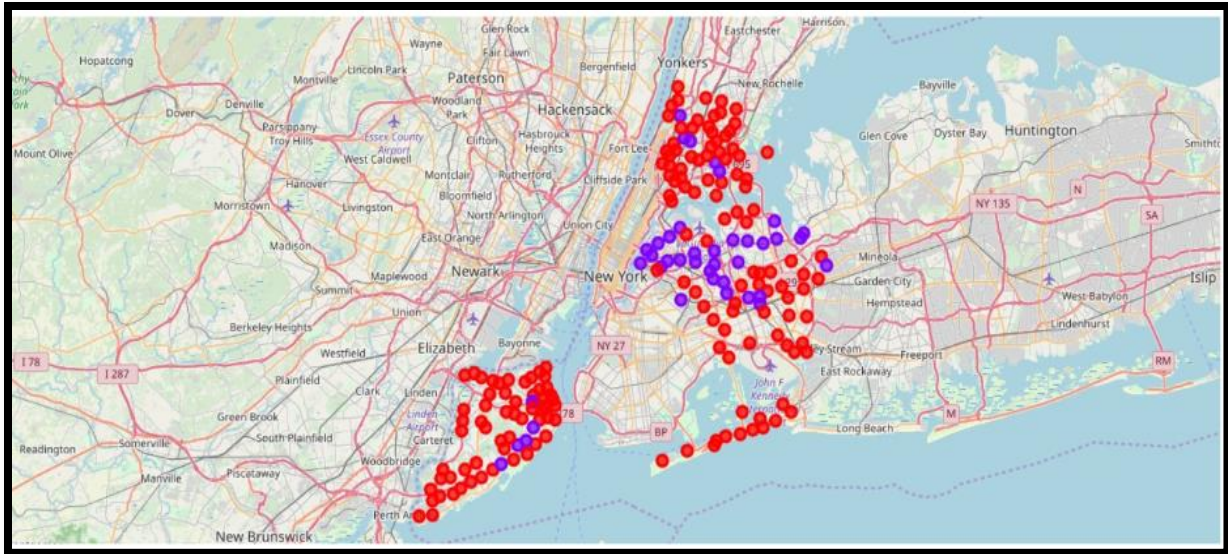 Harrison
Glen Rock
Eastchester
Wayne
Fair Lawn
Hopatcong
Lincoln Park
Bergenfield
Yonkers
Montville
Paterson
New Rochelle
Bayville
Denville
Woodland
Park
Hackensack
Dover
Parsippany-
Troy Hills
Essex County
Airport
Clifton
Hasbrouck
Heights
Fort Lee
Glen Cove
Oyster Bay
Huntington
Mount Olive
West Caldwell
Montclair
Rutherford
Cliffside Park
Hanover
Bloomfield
N
Morristown
Livingston
North Arlington
NY 135
SA
Madison
East Orange
Union City
Mineola
Maplewood
Newark
New York
Garden City
Islip
Summit
Union
Hempstead
West Babylon
Berkeley Heights
Lindenhurst
Elizabeth
Bayonne
NY 27
Freeport
I 78
I 287
Westfield
East Rockaway
RM
Plainfield
Clark
Linden
John F
Green Brook
Linden
Airport
78
M
Long Beach
Carteret
BP
Readington
Somerville
South Plainfield
Woodbridge
Manville
Piscataway
Perth
New Brunswick